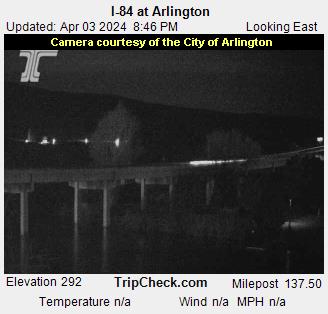 I-84 at Arlington
Updated: Apr 03 2024 8:46 PM Looking East
Camera courtesy of the City of Arlington
Elevation 292 TripCheck.com Milepost 137.50
Temperature n/a Wind n/a MPH n/a